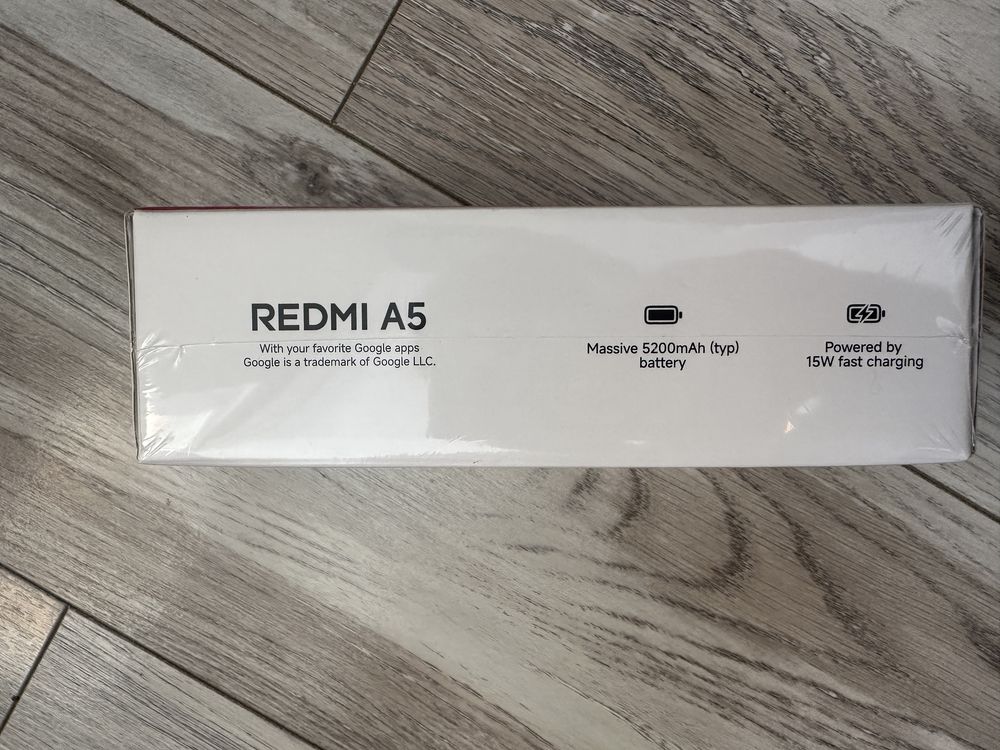 REDMI A5
With your favorite Google apps
Google is a trademark of Google LLC.
Massive 5200mAh (typ)
battery
Powered by
15W fast charging